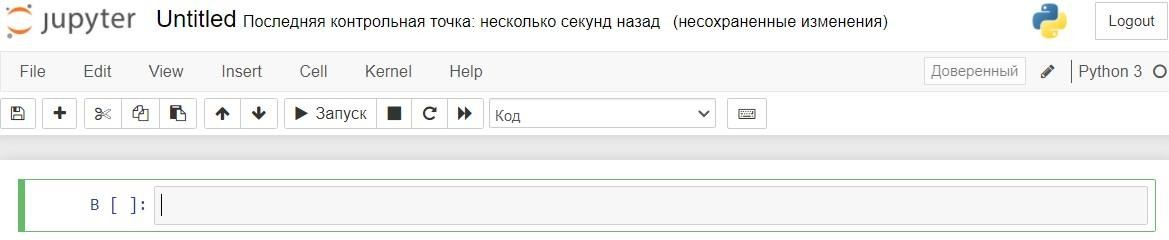 jupyter Untitled Последняя контрольная точка: несколько секунд назад (несохраненные изменения) Logout
File Edit View Insert Cell Kernel Help Доверенный Python 3
Запуск Код
В [ ]: